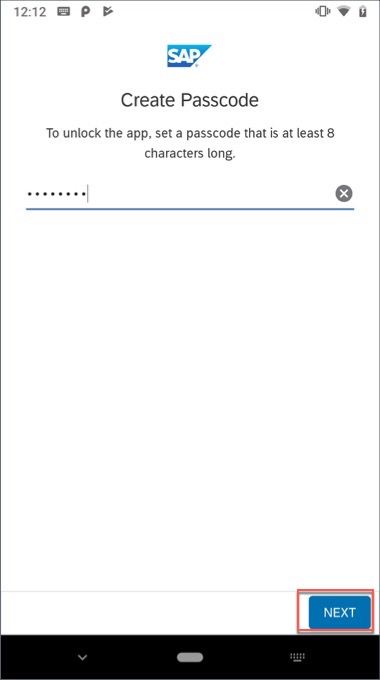 12:12
SAP
Create Passcode
To unlock the app, set a passcode that is at least 8
characters long.
••••••••
NEXT